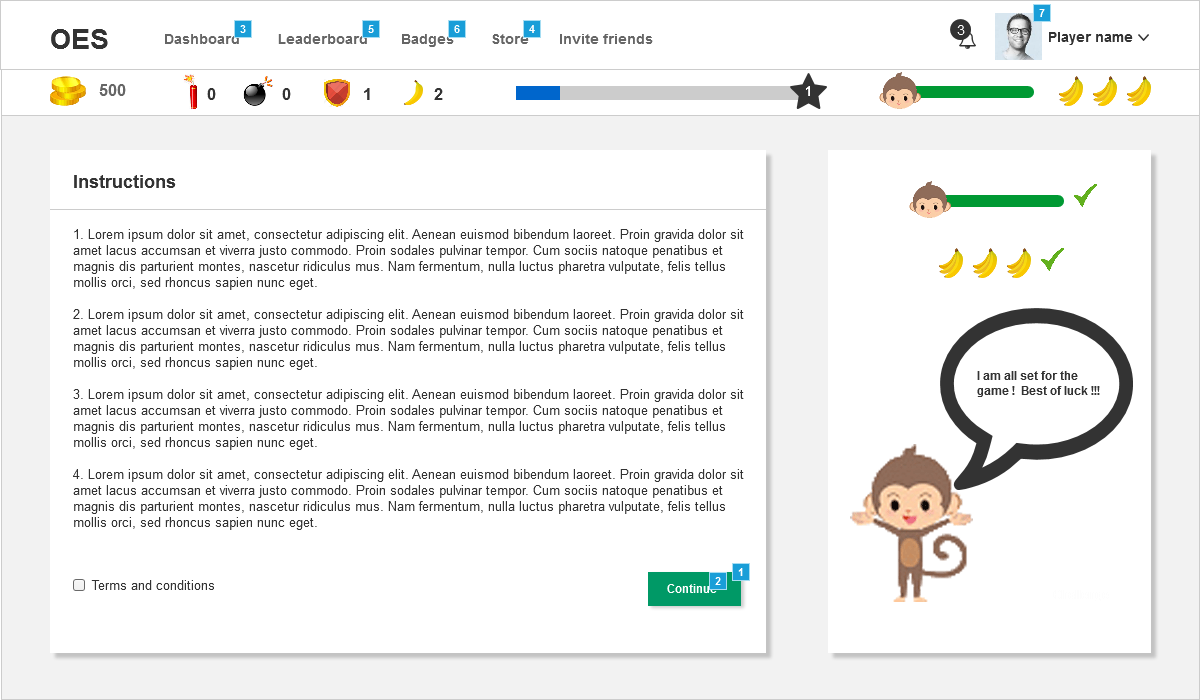 OES
Dashboard 3
Leaderboard 5
Badges 6
Store 4
Invite friends
3
7
Player name
500
0
0
1
2
1
Instructions
1. Lorem ipsum dolor sit amet, consectetur adipiscing elit. Aenean euismod bibendum laoreet. Proin gravida dolor sit
amet lacus accumsan et viverra justo commodo. Proin sodales pulvinar tempor. Cum sociis natoque penatibus et
magnis dis parturient montes, nascetur ridiculus mus. Nam fermentum, nulla luctus pharetra vulputate, felis tellus
mollis orci, sed rhoncus sapien nunc eget.
2. Lorem ipsum dolor sit amet, consectetur adipiscing elit. Aenean euismod bibendum laoreet. Proin gravida dolor sit
amet lacus accumsan et viverra justo commodo. Proin sodales pulvinar tempor. Cum sociis natoque penatibus et
magnis dis parturient montes, nascetur ridiculus mus. Nam fermentum, nulla luctus pharetra vulputate, felis tellus
mollis orci, sed rhoncus sapien nunc eget.
3. Lorem ipsum dolor sit amet, consectetur adipiscing elit. Aenean euismod bibendum laoreet. Proin gravida dolor sit
amet lacus accumsan et viverra justo commodo. Proin sodales pulvinar tempor. Cum sociis natoque penatibus et
magnis dis parturient montes, nascetur ridiculus mus. Nam fermentum, nulla luctus pharetra vulputate, felis tellus
mollis orci, sed rhoncus sapien nunc eget.
4. Lorem ipsum dolor sit amet, consectetur adipiscing elit. Aenean euismod bibendum laoreet. Proin gravida dolor sit
amet lacus accumsan et viverra justo commodo. Proin sodales pulvinar tempor. Cum sociis natoque penatibus et
magnis dis parturient montes, nascetur ridiculus mus. Nam fermentum, nulla luctus pharetra vulputate, felis tellus
mollis orci, sed rhoncus sapien nunc eget.
Terms and conditions
Continue 2
1
I am all set for the
game ! Best of luck !!!